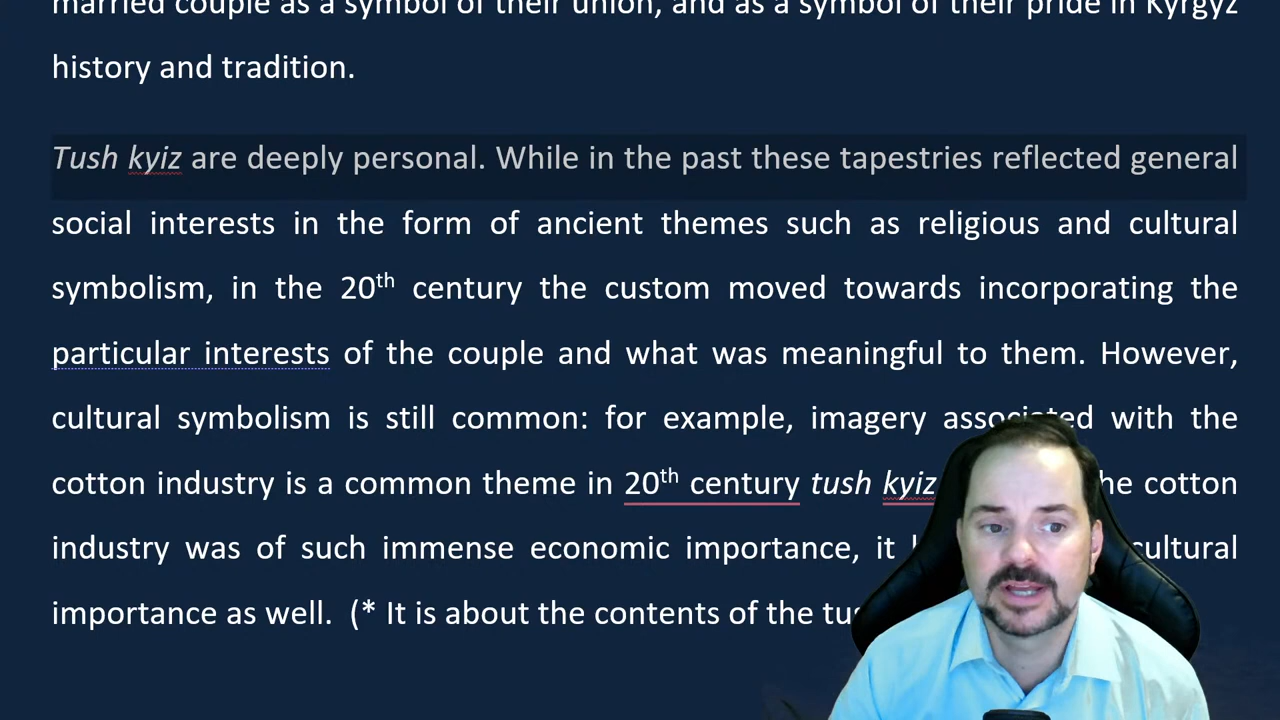 married couple as a symbol of their union, and as a symbol of their pride in Kyrgyz
history and tradition.
Tush kyiz are deeply personal. While in the past these tapestries reflected general
social interests in the form of ancient themes such as religious and cultural
symbolism, in the 20th century the custom moved towards incorporating the
particular interests of the couple and what was meaningful to them. However,
cultural symbolism is still common: for example, imagery associated with the
cotton industry is a common theme in 20th century tush kyiz cotton
industry was of such immense economic importance, it cultural
importance as well. (* It is about the contents of the